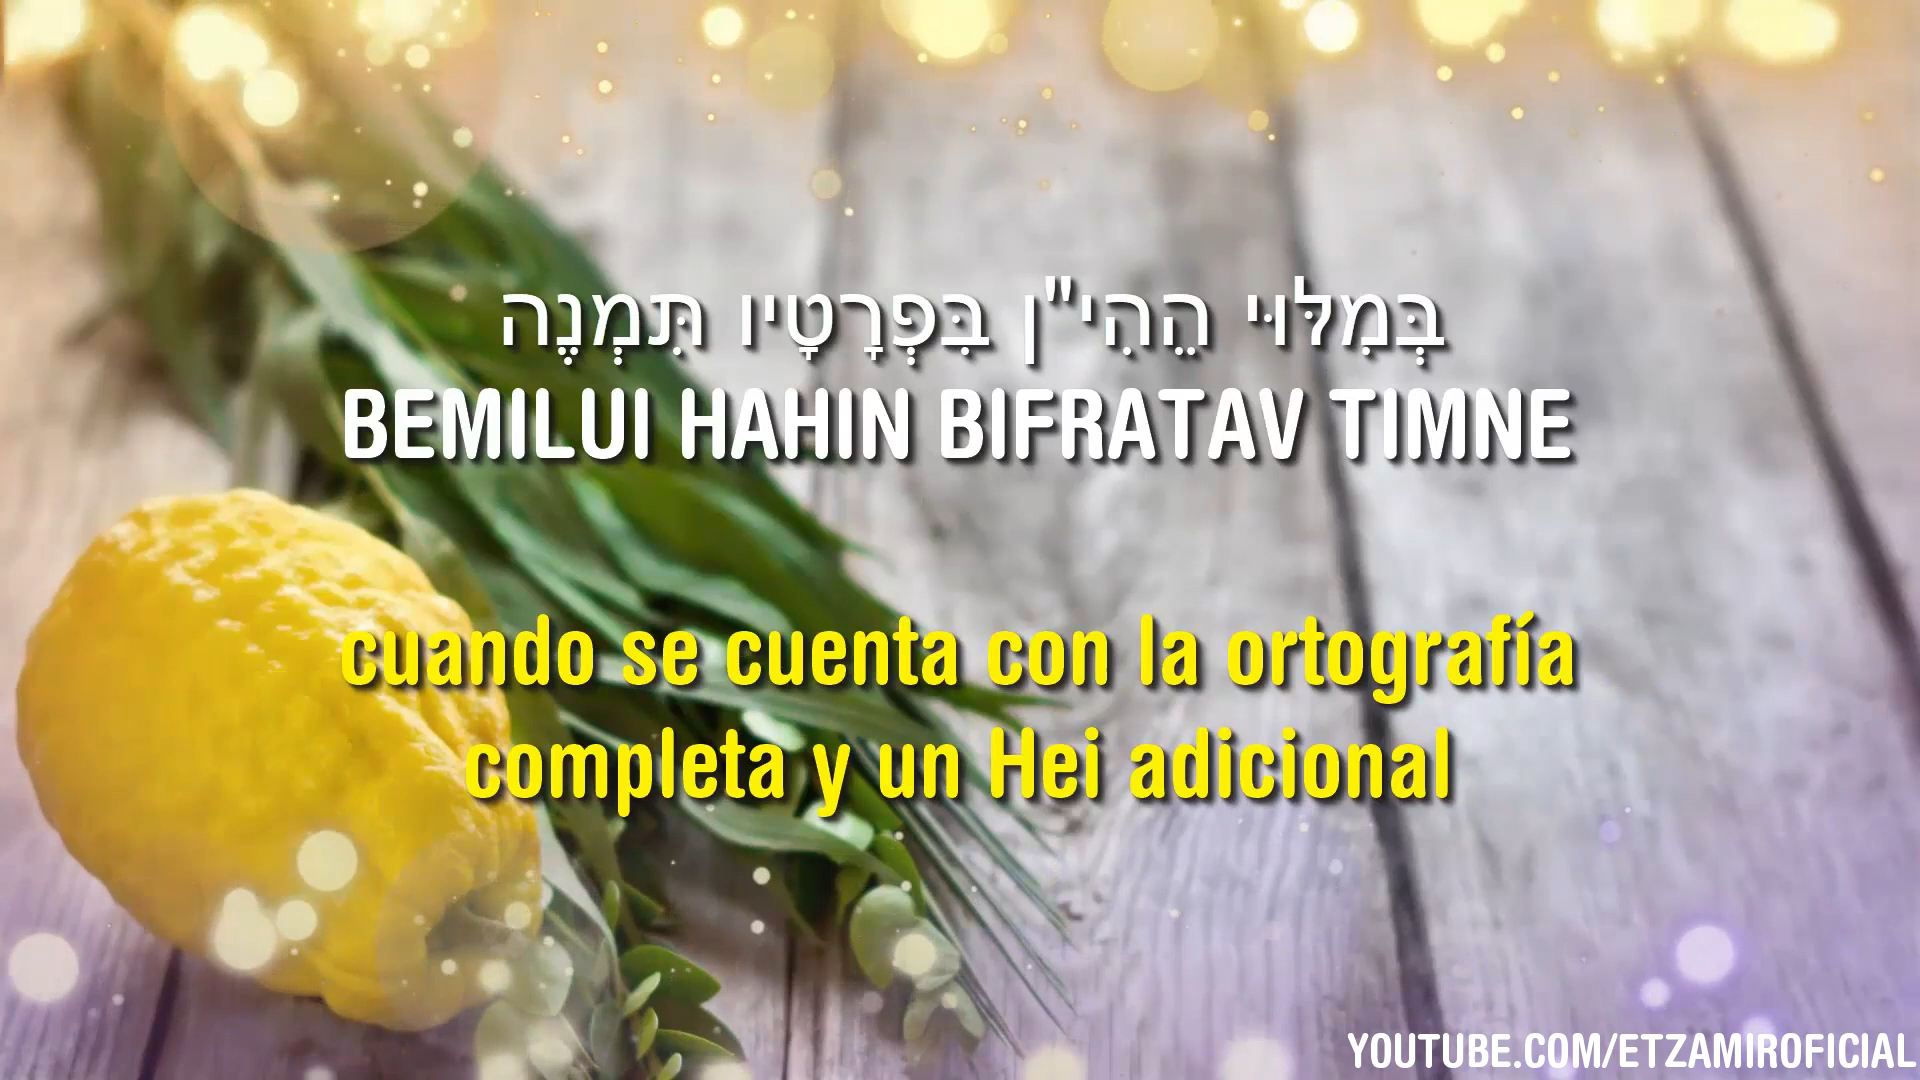 בְּמִלּוּי הֵהִי"ן בִּפְרָטָיו תִּמְנֶה
BEMILUI HAHIN BIFRATAV TIMNE
cuando se cuenta con la ortografía
completa y un Hei adicional
YOUTUBE.COM/ETZAMIROFICIAL